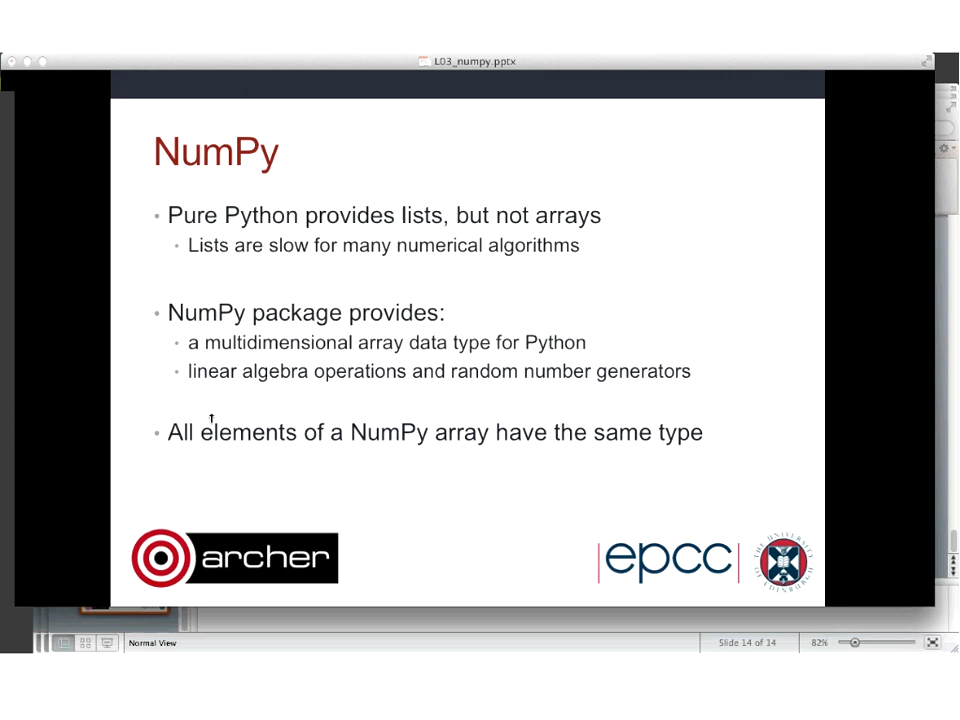 L03_numpy.pptx
NumPy
• Pure Python provides lists, but not arrays
• Lists are slow for many numerical algorithms
• NumPy package provides:
• a multidimensional array data type for Python
• linear algebra operations and random number generators
• All elements of a NumPy array have the same type
archer
epcc
THE UNIVERSITY OF EDINBURGH
Normal View
Slide 14 of 14
82%